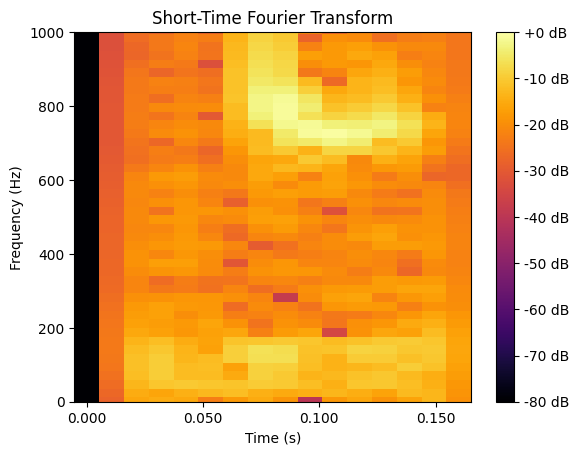 Short-Time Fourier Transform
1000
800
600
400
200
0
Frequency (Hz)
0.000
0.050
0.100
0.150
Time (s)
+0 dB
-10 dB
-20 dB
-30 dB
-40 dB
-50 dB
-60 dB
-70 dB
-80 dB